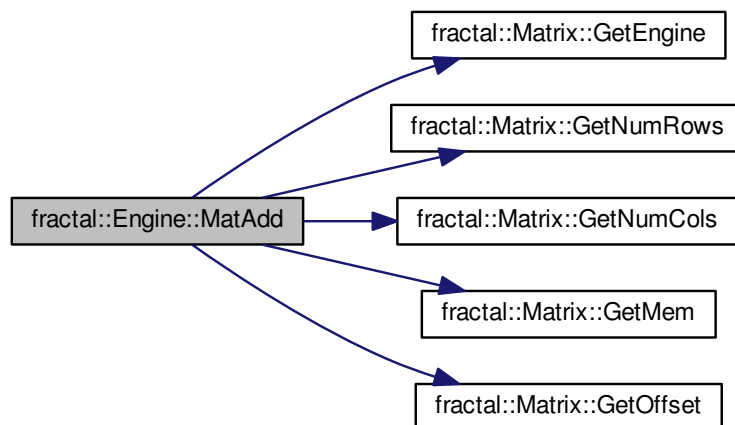 fractal::Matrix::GetEngine
fractal::Matrix::GetNumRows
fractal::Engine::MatAdd
fractal::Matrix::GetNumCols
fractal::Matrix::GetMem
fractal::Matrix::GetOffset